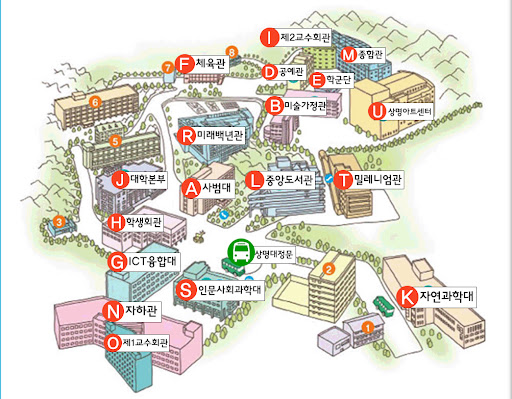 I 제2교수회관
M 종합관
8
F 체육관
7
D 공예관
E 학군단
6
B 미술가정관
U 상명아트센터
R 미래백년관
5
J 대학본부
A 사범대
L 중앙도서관
T 밀레니엄관
3
H 학생회관
G ICT융합대
상명대정문
2
S 인문사회과학대
K 자연과학대
N 자하관
1
O 제1교수회관